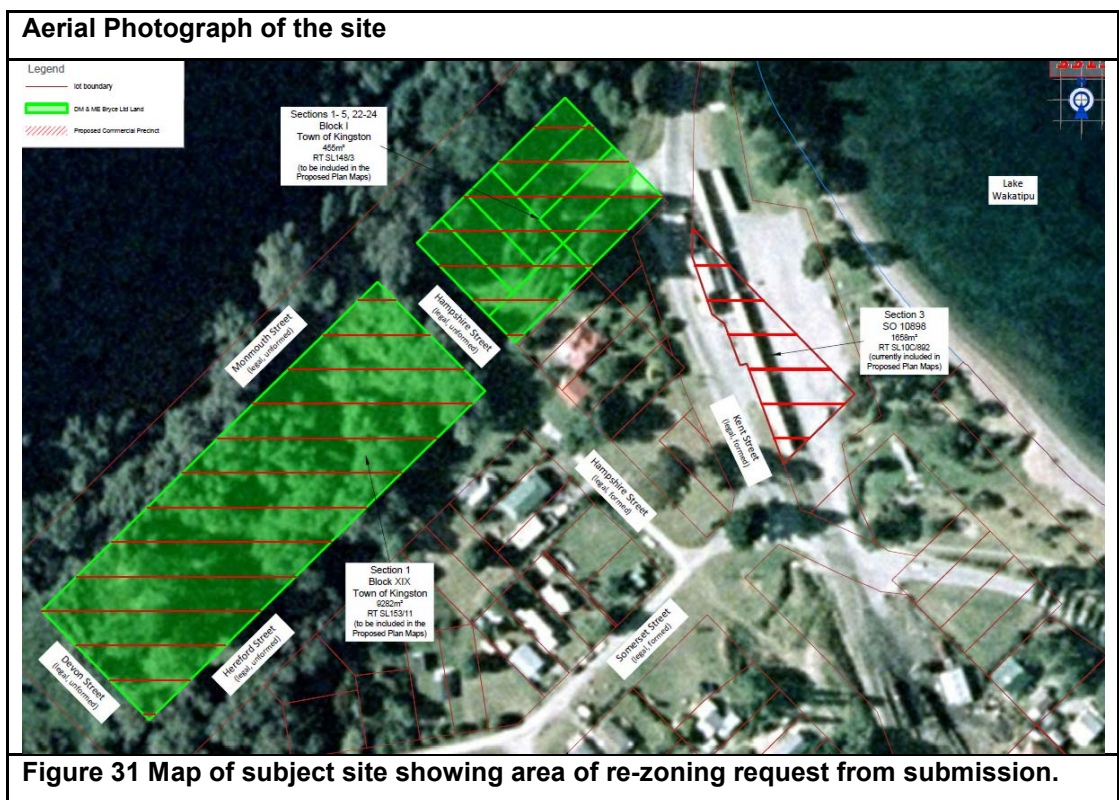 Aerial Photograph of the site
Legend
lot boundary
DM & ME Bryce Ltd Land
Proposed Commercial Precinct
Sections 1- 5, 22-24
Block I
Town of Kingston
455m²
RT SL148/3
(to be included in the
Proposed Plan Maps)
Lake
Wakatipu
Monmouth Street
(legal, unformed)
Hampshire Street
(legal, unformed)
Section 3
SO 10898
1658m²
RT SL10C/892
(currently included in
Proposed Plan Maps)
Kent Street
(legal, formed)
Hampshire Street
(legal, formed)
Section 1
Block XIX
Town of Kingston
9282m²
RT SL153/11
(to be included in the
Proposed Plan Maps)
Somerset Street
(legal, formed)
Devon Street
(legal, unformed)
Hereford Street
(legal, unformed)
Figure 31 Map of subject site showing area of re-zoning request from submission.